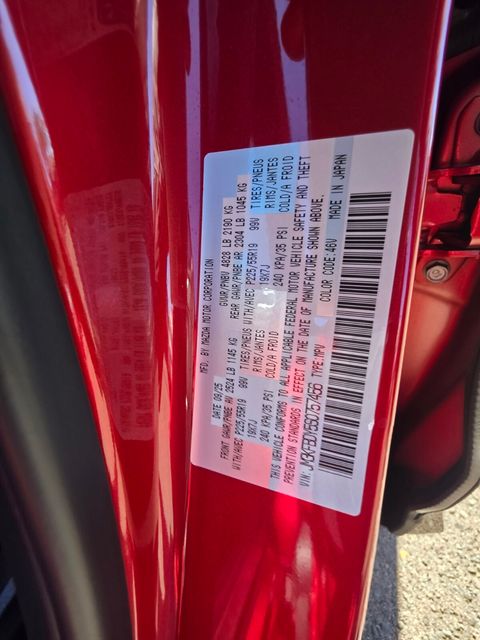 MFD. BY MAZDA MOTOR CORPORATION
DATE 09/25 GVWR/PNBV 4828 LB 2190 KG
FRONT GAWR/PNBE AV 2524 LB 1145 KG REAR GAWR/PNBE AR 2304 LB 1045 KG
WITH/AVEC P225/55R19 99V TIRES/PNEUS WITH/AVEC P225/55R19 99V TIRES/PNEUS
19X7J RIMS/JANTES 19X7J RIMS/JANTES
240 KPA/35 PSI COLD/A FROID 240 KPA/35 PSI COLD/A FROID
THIS VEHICLE CONFORMS TO ALL APPLICABLE FEDERAL MOTOR VEHICLE SAFETY AND THEFT
PREVENTION STANDARDS IN EFFECT ON THE DATE OF MANUFACTURE SHOWN ABOVE.
VIN: TYPE:MPV COLOR CODE:46V MADE IN JAPAN